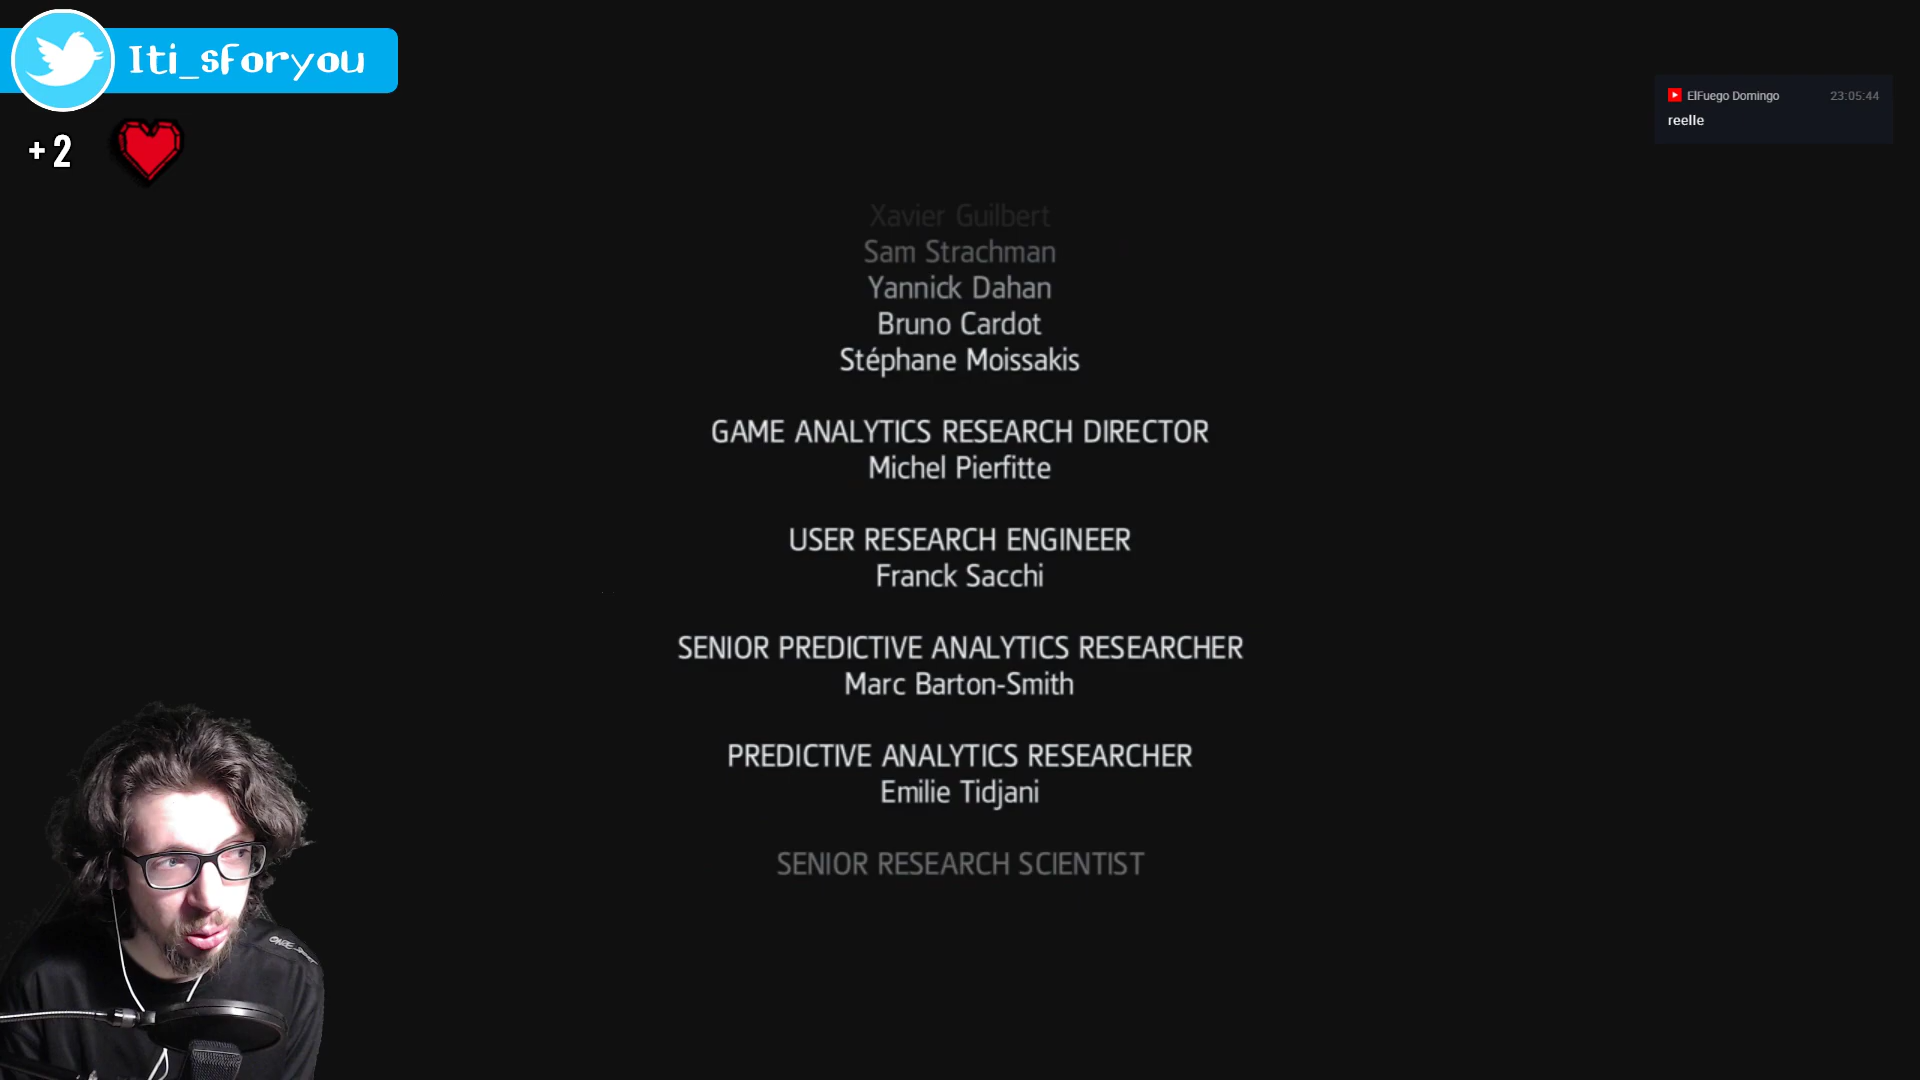 Iti_sforyou
+2
ElFuego Domingo 23:05:44
reelle
Xavier Guilbert
Sam Strachman
Yannick Dahan
Bruno Cardot
Stéphane Moissakis
GAME ANALYTICS RESEARCH DIRECTOR
Michel Pierfitte
USER RESEARCH ENGINEER
Franck Sacchi
SENIOR PREDICTIVE ANALYTICS RESEARCHER
Marc Barton-Smith
PREDICTIVE ANALYTICS RESEARCHER
Emilie Tidjani
SENIOR RESEARCH SCIENTIST